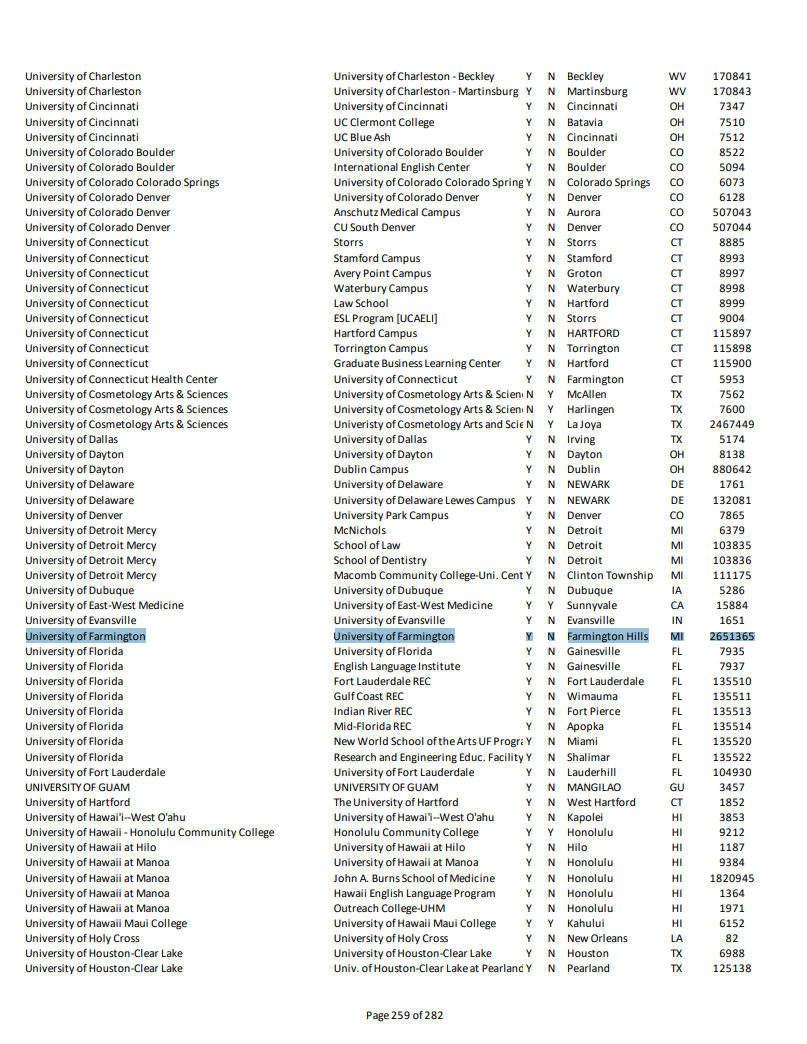 University of Charleston University of Charleston - Beckley Y N Beckley WV 170841
University of Charleston University of Charleston - Martinsburg Y N Martinsburg WV 170843
University of Cincinnati University of Cincinnati Y N Cincinnati OH 7347
University of Cincinnati UC Clermont College Y N Batavia OH 7510
University of Cincinnati UC Blue Ash Y N Cincinnati OH 7512
University of Colorado Boulder University of Colorado Boulder Y N Boulder CO 8522
University of Colorado Boulder International English Center Y N Boulder CO 5094
University of Colorado Colorado Springs University of Colorado Colorado Spring Y N Colorado Springs CO 6073
University of Colorado Denver University of Colorado Denver Y N Denver CO 6128
University of Colorado Denver Anschutz Medical Campus Y N Aurora CO 507043
University of Colorado Denver CU South Denver Y N Denver CO 507044
University of Connecticut Storrs Y N Storrs CT 8885
University of Connecticut Stamford Campus Y N Stamford CT 8993
University of Connecticut Avery Point Campus Y N Groton CT 8997
University of Connecticut Waterbury Campus Y N Waterbury CT 8998
University of Connecticut Law School Y N Hartford CT 8999
University of Connecticut ESL Program [UCAELI] Y N Storrs CT 9004
University of Connecticut Hartford Campus Y N HARTFORD CT 115897
University of Connecticut Torrington Campus Y N Torrington CT 115898
University of Connecticut Graduate Business Learning Center Y N Hartford CT 115900
University of Connecticut Health Center University of Connecticut Y N Farmington CT 5953
University of Cosmetology Arts & Sciences University of Cosmetology Arts & Scien N Y McAllen TX 7562
University of Cosmetology Arts & Sciences University of Cosmetology Arts & Scien N Y Harlingen TX 7600
University of Cosmetology Arts & Sciences Univeristy of Cosmetology Arts and Scie N Y La Joya TX 2467449
University of Dallas University of Dallas Y N Irving TX 5174
University of Dayton University of Dayton Y N Dayton OH 8138
University of Dayton Dublin Campus Y N Dublin OH 880642
University of Delaware University of Delaware Y N NEWARK DE 1761
University of Delaware University of Delaware Lewes Campus Y N NEWARK DE 132081
University of Denver University Park Campus Y N Denver CO 7865
University of Detroit Mercy McNichols Y N Detroit MI 6379
University of Detroit Mercy School of Law Y N Detroit MI 103835
University of Detroit Mercy School of Dentistry Y N Detroit MI 103836
University of Detroit Mercy Macomb Community College-Uni. Cent Y N Clinton Township MI 111175
University of Dubuque University of Dubuque Y N Dubuque IA 5286
University of East-West Medicine University of East-West Medicine Y Y Sunnyvale CA 15884
University of Evansville University of Evansville Y N Evansville IN 1651
University of Farmington University of Farmington Y N Farmington Hills MI 2651365
University of Florida University of Florida Y N Gainesville FL 7935
University of Florida English Language Institute Y N Gainesville FL 7937
University of Florida Fort Lauderdale REC Y N Fort Lauderdale FL 135510
University of Florida Gulf Coast REC Y N Wimauma FL 135511
University of Florida Indian River REC Y N Fort Pierce FL 135513
University of Florida Mid-Florida REC Y N Apopka FL 135514
University of Florida New World School of the Arts UF Progra Y N Miami FL 135520
University of Florida Research and Engineering Educ. Facility Y N Shalimar FL 135522
University of Fort Lauderdale University of Fort Lauderdale Y N Lauderhill FL 104930
UNIVERSITY OF GUAM UNIVERSITY OF GUAM Y N MANGILAO GU 3457
University of Hartford The University of Hartford Y N West Hartford CT 1852
University of Hawai'i--West O'ahu University of Hawai'i--West O'ahu Y N Kapolei HI 3853
University of Hawaii - Honolulu Community College Honolulu Community College Y Y Honolulu HI 9212
University of Hawaii at Hilo University of Hawaii at Hilo Y N Hilo HI 1187
University of Hawaii at Manoa University of Hawaii at Manoa Y N Honolulu HI 9384
University of Hawaii at Manoa John A. Burns School of Medicine Y N Honolulu HI 1820945
University of Hawaii at Manoa Hawaii English Language Program Y N Honolulu HI 1364
University of Hawaii at Manoa Outreach College-UHM Y N Honolulu HI 1971
University of Hawaii Maui College University of Hawaii Maui College Y Y Kahului HI 6152
University of Holy Cross University of Holy Cross Y N New Orleans LA 82
University of Houston-Clear Lake University of Houston-Clear Lake Y N Houston TX 6988
University of Houston-Clear Lake Univ. of Houston-Clear Lake at Pearland Y N Pearland TX 125138
Page 259 of 282